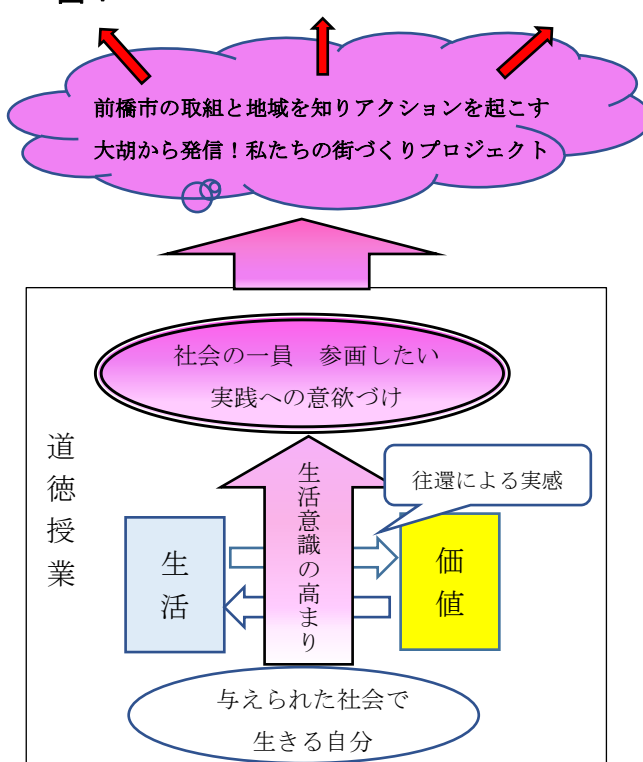 前橋市の取組と地域を知りアクションを起こす
大胡から発信！私たちの街づくりプロジェクト
社会の一員　参画したい
実践への意欲づけ
道徳授業
生活意識の高まり
往還による実感
生活
価値
与えられた社会で
生きる自分